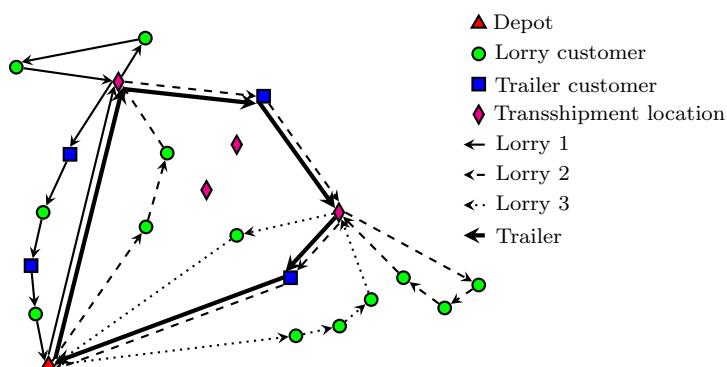 Depot
Lorry customer
Trailer customer
Transshipment location
Lorry 1
Lorry 2
Lorry 3
Trailer